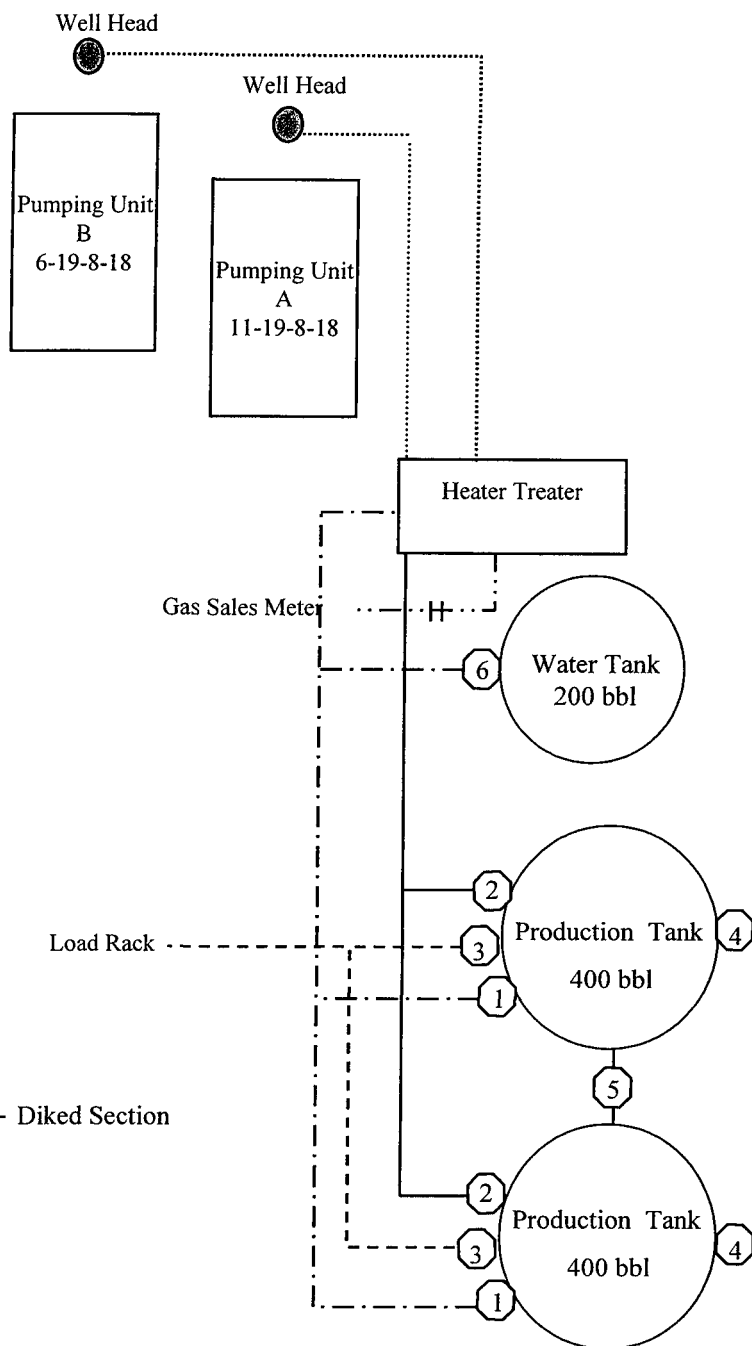 Well Head
Well Head
Pumping Unit
B
6-19-8-18
Pumping Unit
A
11-19-8-18
Heater Treater
Gas Sales Meter
6
Water Tank
200 bbl
2
Production Tank
4
Load Rack
3
400 bbl
1
5
Diked Section
2
Production Tank
4
3
400 bbl
1